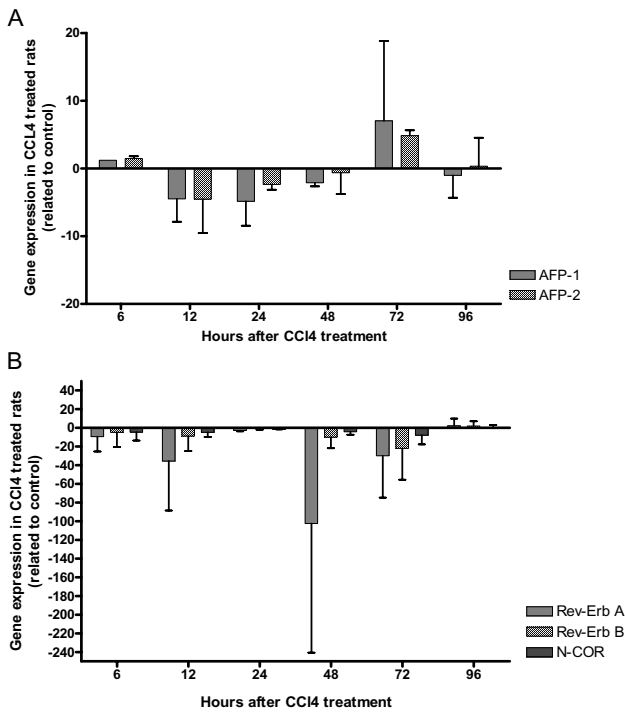 A
Gene expression in CCL4 treated rats
(related to control)
20
10
0
-10
-20
6 12 24 48 72 96
Hours after CCl4 treatment
AFP-1
AFP-2
B
Gene expression in CCl4 treated rats
(related to control)
40
20
0
-20
-40
-60
-80
-100
-120
-140
-160
-180
-200
-220
-240
6 12 24 48 72 96
Hours after CCl4 treatment
Rev-Erb A
Rev-Erb B
N-COR